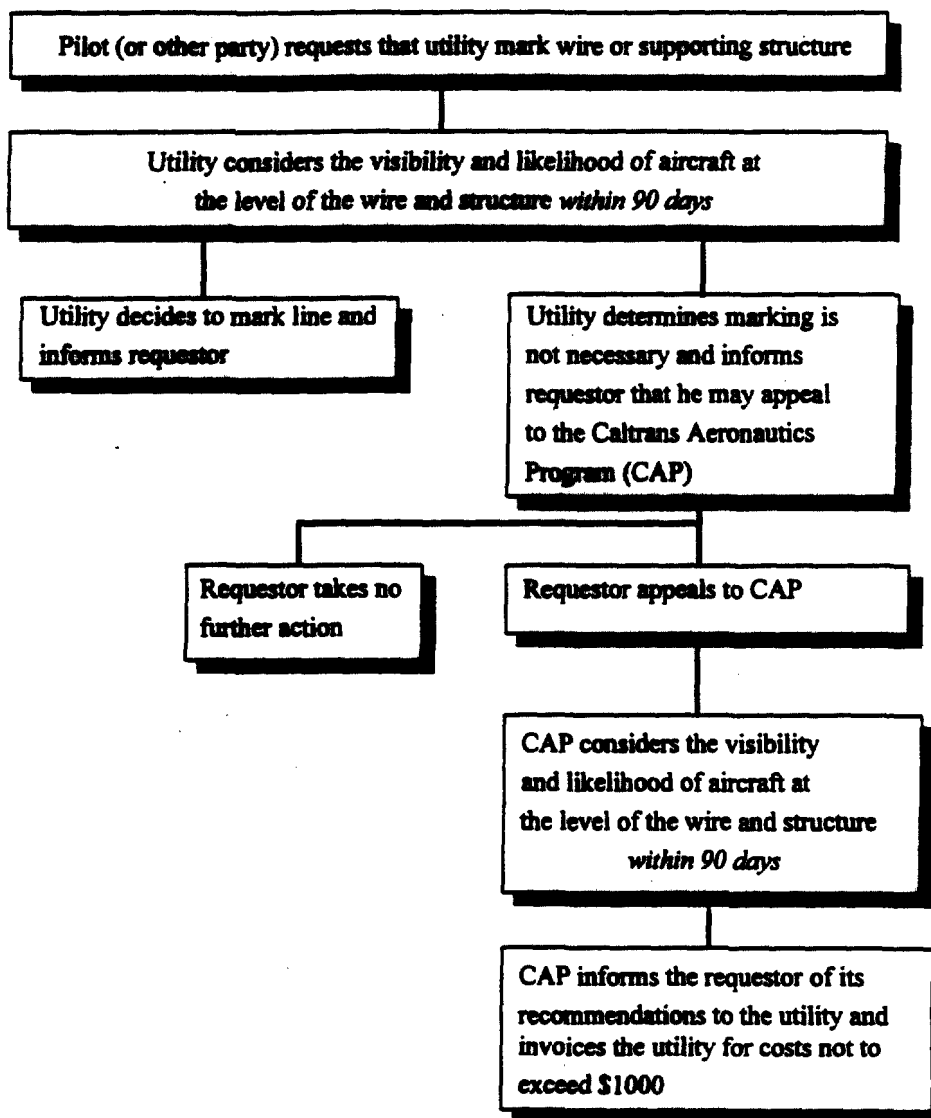 Pilot (or other party) requests that utility mark wire or supporting structure
Utility considers the visibility and likelihood of aircraft at
the level of the wire and structure within 90 days
Utility decides to mark line and
informs requestor
Utility determines marking is
not necessary and informs
requestor that he may appeal
to the Caltrans Aeronautics
Program (CAP)
Requestor takes no
further action
Requestor appeals to CAP
CAP considers the visibility
and likelihood of aircraft at
the level of the wire and structure
within 90 days
CAP informs the requestor of its
recommendations to the utility and
invoices the utility for costs not to
exceed $1000